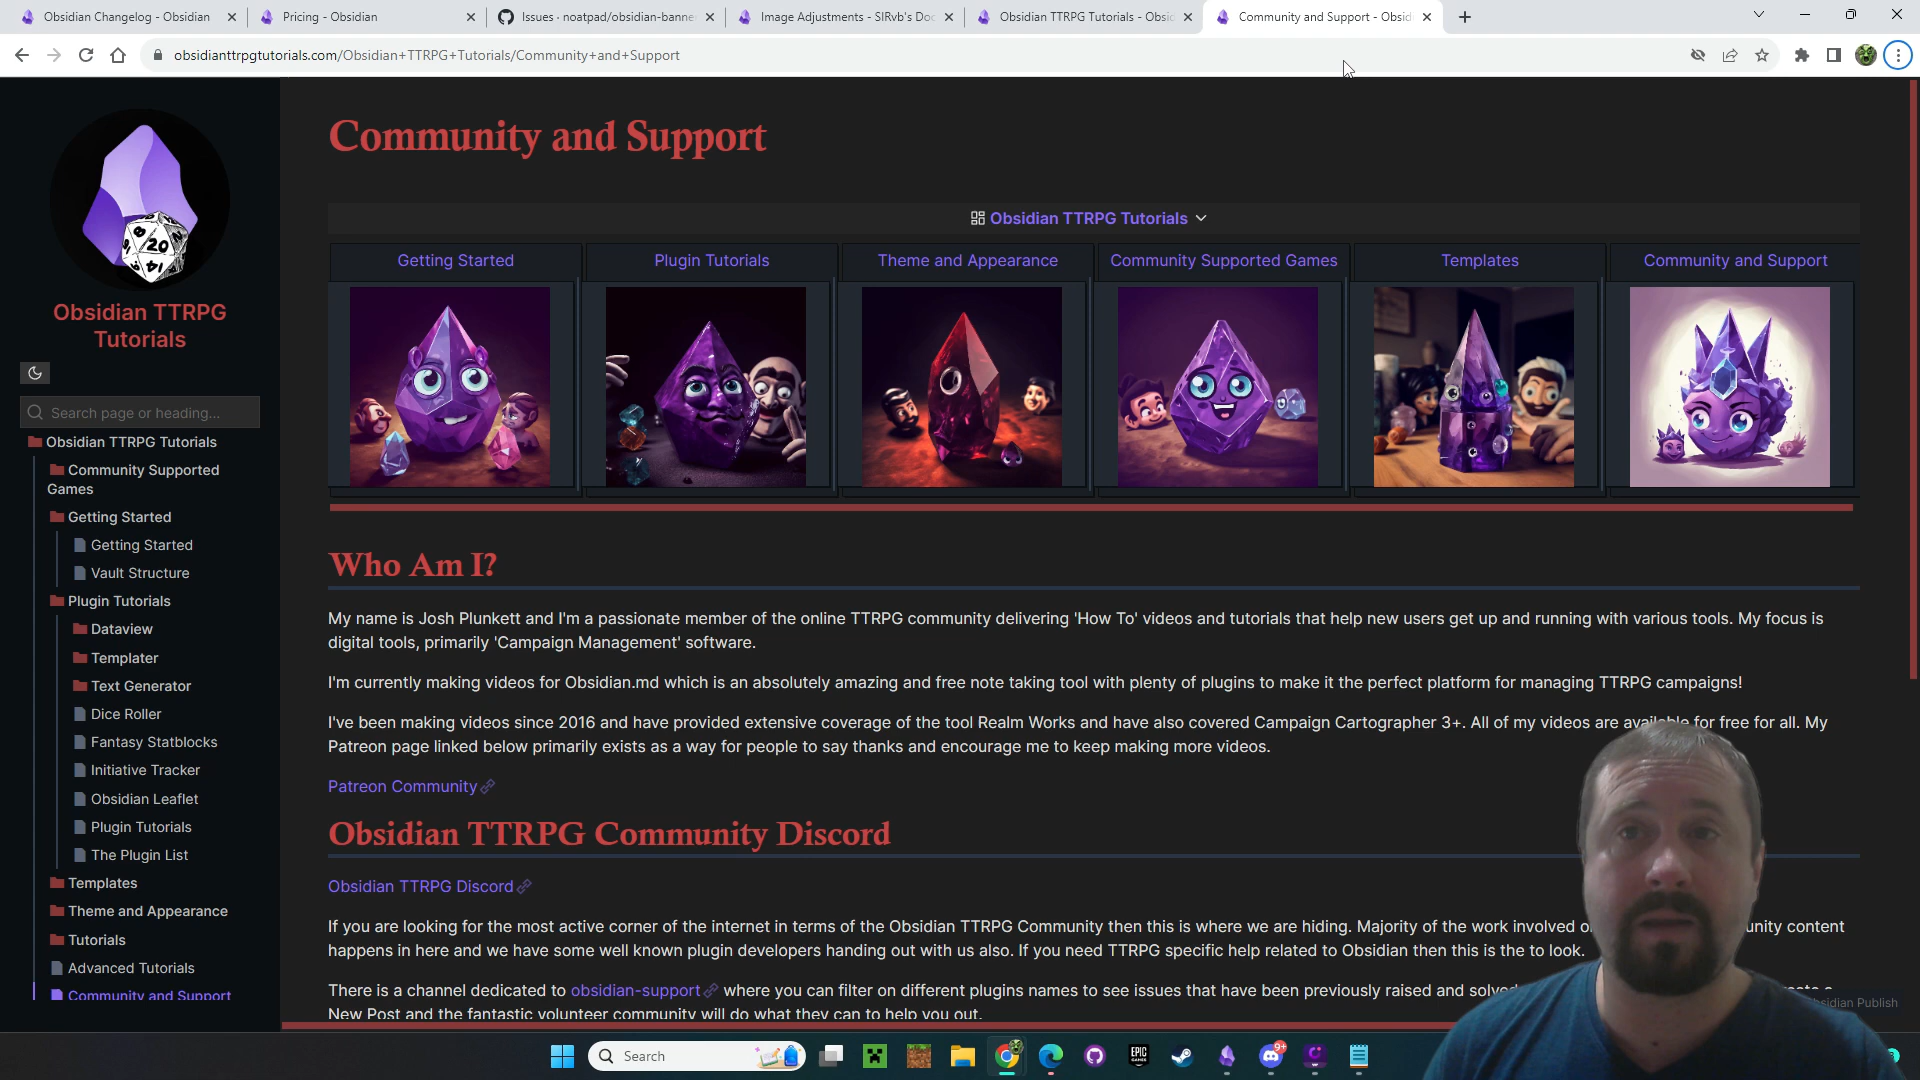 Obsidian Changelog - Obsidian
Pricing - Obsidian
Issues · noatpad/obsidian-banne
Image Adjustments - SIRvb's Doc
Obsidian TTRPG Tutorials - Obsi
Community and Support - Obsid
obsidianttrpgtutorials.com/Obsidian+TTRPG+Tutorials/Community+and+Support
Obsidian TTRPG
Tutorials
Search page or heading...
Obsidian TTRPG Tutorials
Community Supported
Games
Getting Started
Getting Started
Vault Structure
Plugin Tutorials
Dataview
Templater
Text Generator
Dice Roller
Fantasy Statblocks
Initiative Tracker
Obsidian Leaflet
Plugin Tutorials
The Plugin List
Templates
Theme and Appearance
Tutorials
Advanced Tutorials
Community and Support
Community and Support
Obsidian TTRPG Tutorials
Getting Started
Plugin Tutorials
Theme and Appearance
Community Supported Games
Templates
Community and Support
Who Am I?
My name is Josh Plunkett and I'm a passionate member of the online TTRPG community delivering 'How To' videos and tutorials that help new users get up and running with various tools. My focus is
digital tools, primarily 'Campaign Management' software.
I'm currently making videos for Obsidian.md which is an absolutely amazing and free note taking tool with plenty of plugins to make it the perfect platform for managing TTRPG campaigns!
I've been making videos since 2016 and have provided extensive coverage of the tool Realm Works and have also covered Campaign Cartographer 3+. All of my videos are available for free for all. My
Patreon page linked below primarily exists as a way for people to say thanks and encourage me to keep making more videos.
Patreon Community
Obsidian TTRPG Community Discord
Obsidian TTRPG Discord
If you are looking for the most active corner of the internet in terms of the Obsidian TTRPG Community then this is where we are hiding. Majority of the work involved o unity content
happens in here and we have some well known plugin developers handing out with us also. If you need TTRPG specific help related to Obsidian then this is the to look.
There is a channel dedicated to obsidian-support where you can filter on different plugins names to see issues that have been previously raised and solve
New Post and the fantastic volunteer community will do what they can to help you out.
sidian Publish
Search
EPIC
GAMES
9+
20